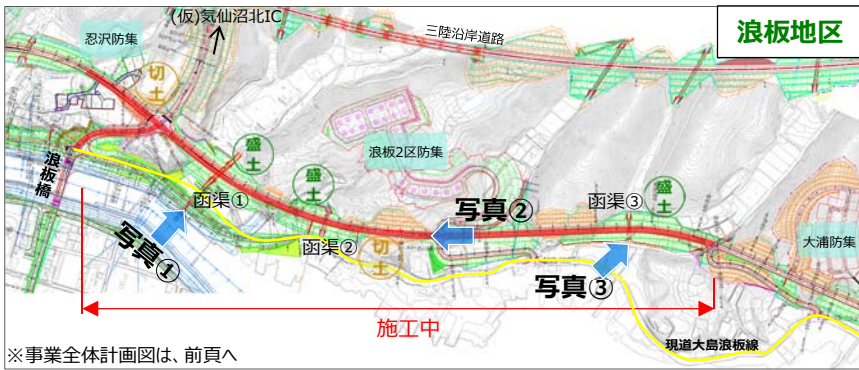 浪板地区
(仮)気仙沼北IC
三陸沿岸道路
忍沢防集
切土
盛土
浪板2区防集
盛土
浪板橋
函渠①
函渠③
盛土
写真②
写真①
函渠②
切土
大浦防集
写真③
施工中
現道大島浪板線
※事業全体計画図は、前頁へ